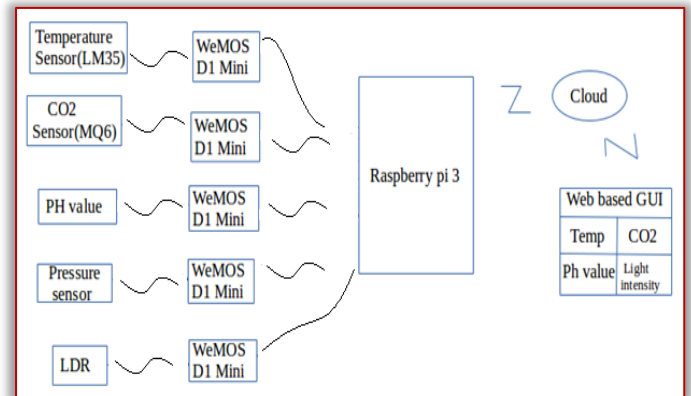 Temperature
Sensor(LM35)
WeMOS
D1 Mini
CO2
Sensor(MQ6)
WeMOS
D1 Mini
PH value
WeMOS
D1 Mini
Pressure
sensor
WeMOS
D1 Mini
LDR
WeMOS
D1 Mini
Raspberry pi 3
Cloud
Web based GUI
Temp
CO2
Ph value
Light
intensity